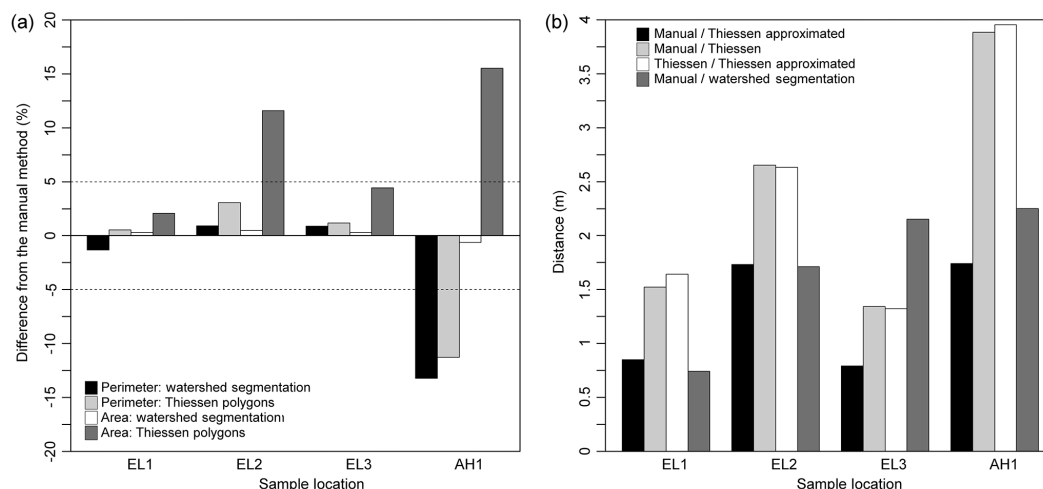 (a)
Difference from the manual method (%)
20
15
10
5
0
-5
-10
-15
-20
Perimeter: watershed segmentation
Perimeter: Thiessen polygons
Area: watershed segmentation
Area: Thiessen polygons
EL1 EL2 EL3 AH1
Sample location
(b)
Distance (m)
4
3.5
3
2.5
2
1.5
1
0.5
0
Manual / Thiessen approximated
Manual / Thiessen
Thiessen / Thiessen approximated
Manual / watershed segmentation
EL1 EL2 EL3 AH1
Sample location